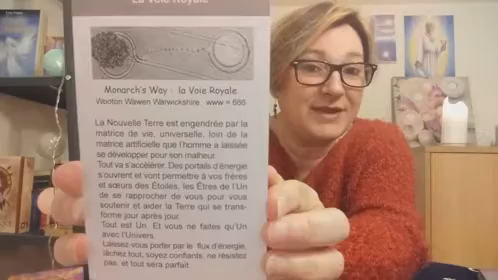 La Voie Royale
Monarch's Way : la Voie Royale
Wooton Wawen Warwickshire www = 666
La Nouvelle Terre est engendrée par la
matrice de vie, universelle, loin de la
matrice artificielle que l'homme a laissée
se développer pour son malheur.
Tout va s'accélérer. Des portails d'énergie
s'ouvrent et vont permettre à vos frères
et sœurs des Étoiles, les Êtres de l'Un
de se rapprocher de vous pour vous
soutenir et aider la Terre qui se trans-
forme jour après jour.
Tout est Un. Et vous ne faites qu'Un
avec l'Univers.
Laissez-vous porter par le flux d'énergie,
lâchez tout, soyez confiants, ne résistez
pas, et tout sera parfait.